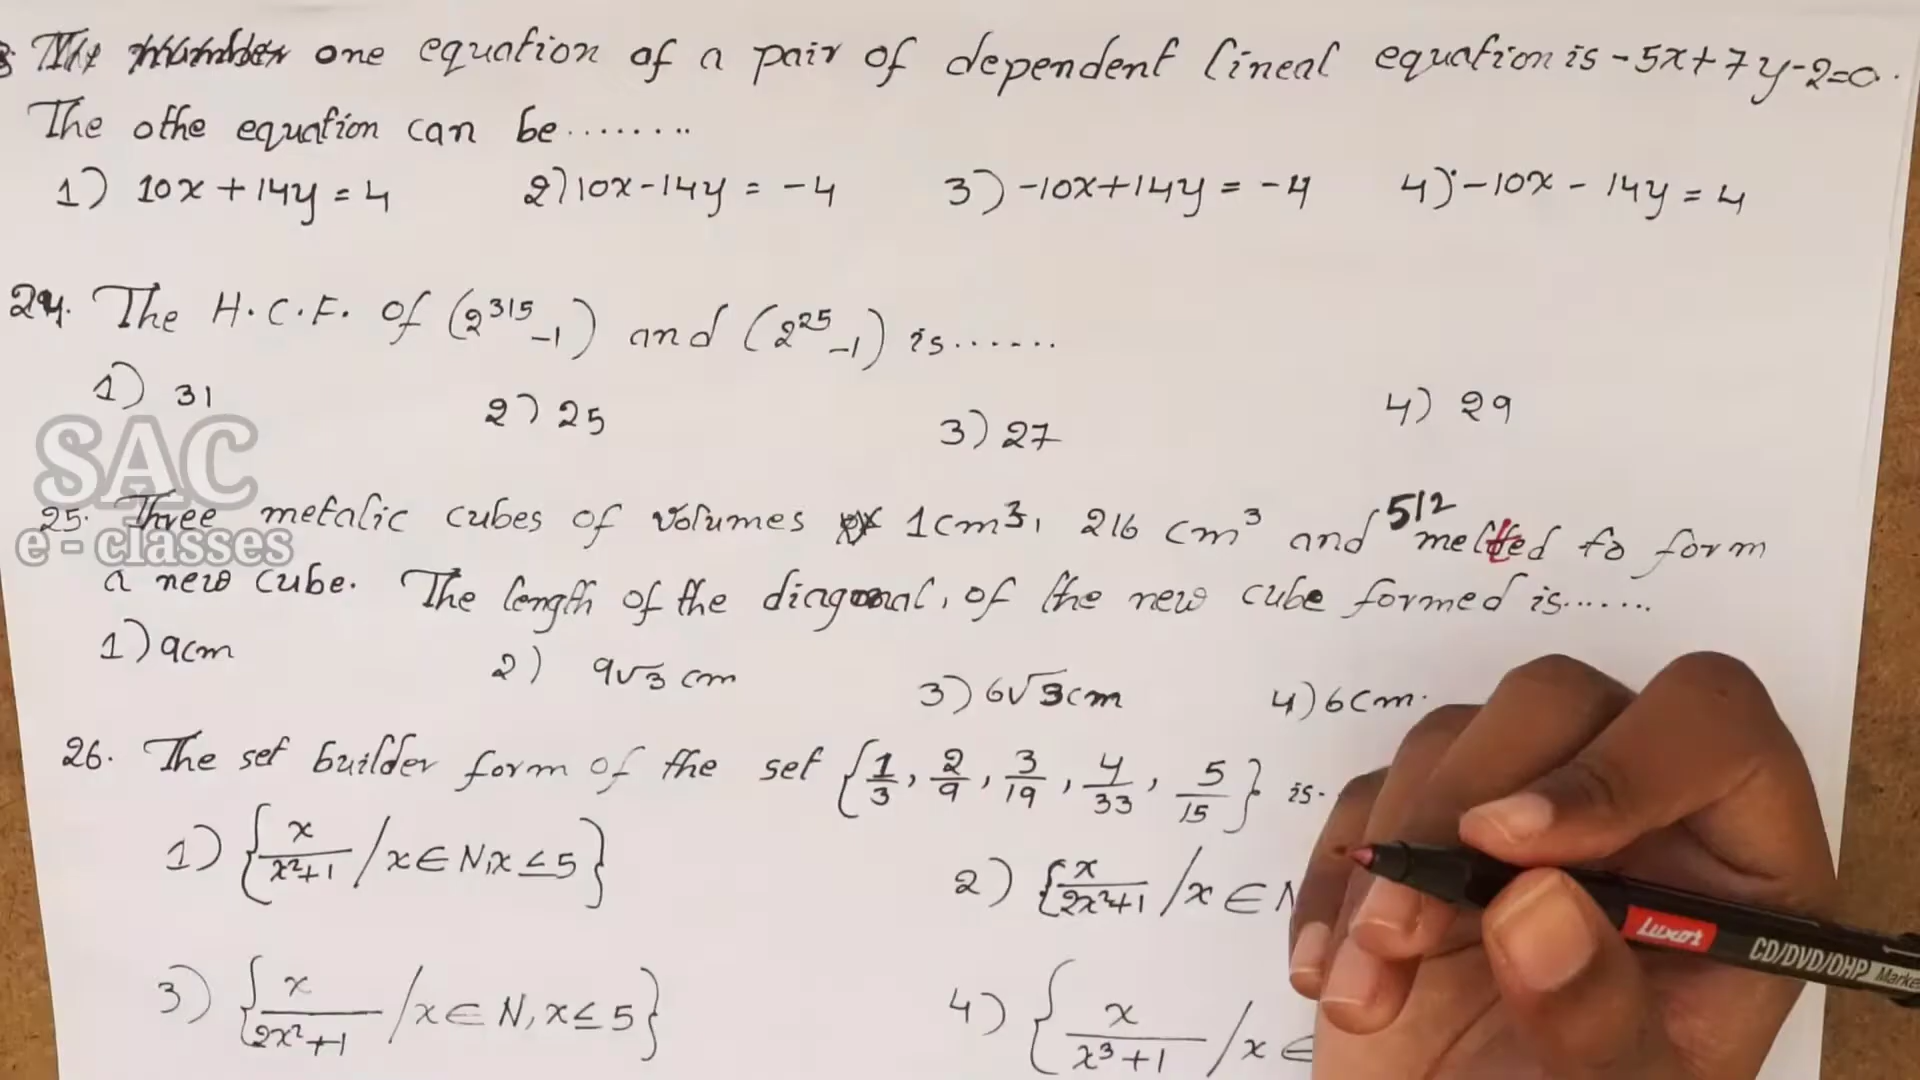 The one equation of a pair of dependent lineal equation is -5x+7y-2=0.
The othe equation can be........
1) 10x+14y=4 2) 10x-14y = -4 3) -10x+14y = -4 4) -10x - 14y = 4
24. The H.C.F. of (2³¹⁵-1) and (2²⁵-1) is......
1) 31 2) 25 3) 27 4) 29
SAC
e - classes
25. Three metalic cubes of volumes 1cm³, 216 cm³ and 512 melted to form
a new cube. The length of the diagonal, of the new cube formed is.......
1) 9cm 2) 9√3 cm 3) 6√3cm 4) 6cm.
26. The set builder form of the set {1/3, 2/9, 3/19, 4/33, 5/15} is.
1) {x/x²+1 /x∈N,x≤5} 2) {x/2x²+1 /x ∈ N
3) {x/2x²+1 /x∈ N, x≤5} 4) {x/x³+1 /x ∈
Luxor CD/DVD/OHP Marke